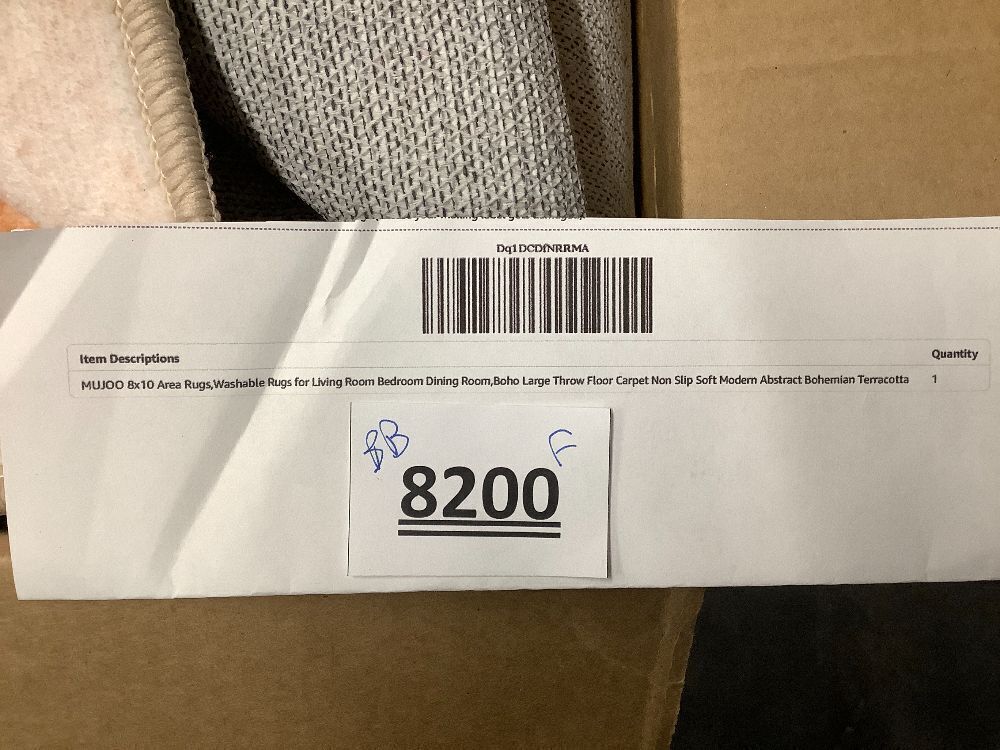 Dq1DCDfNRRMA
Item Descriptions Quantity
MUJOO 8x10 Area Rugs,Washable Rugs for Living Room Bedroom Dining Room,Boho Large Throw Floor Carpet Non Slip Soft Modern Abstract Bohemian Terracotta 1
BB F
8200